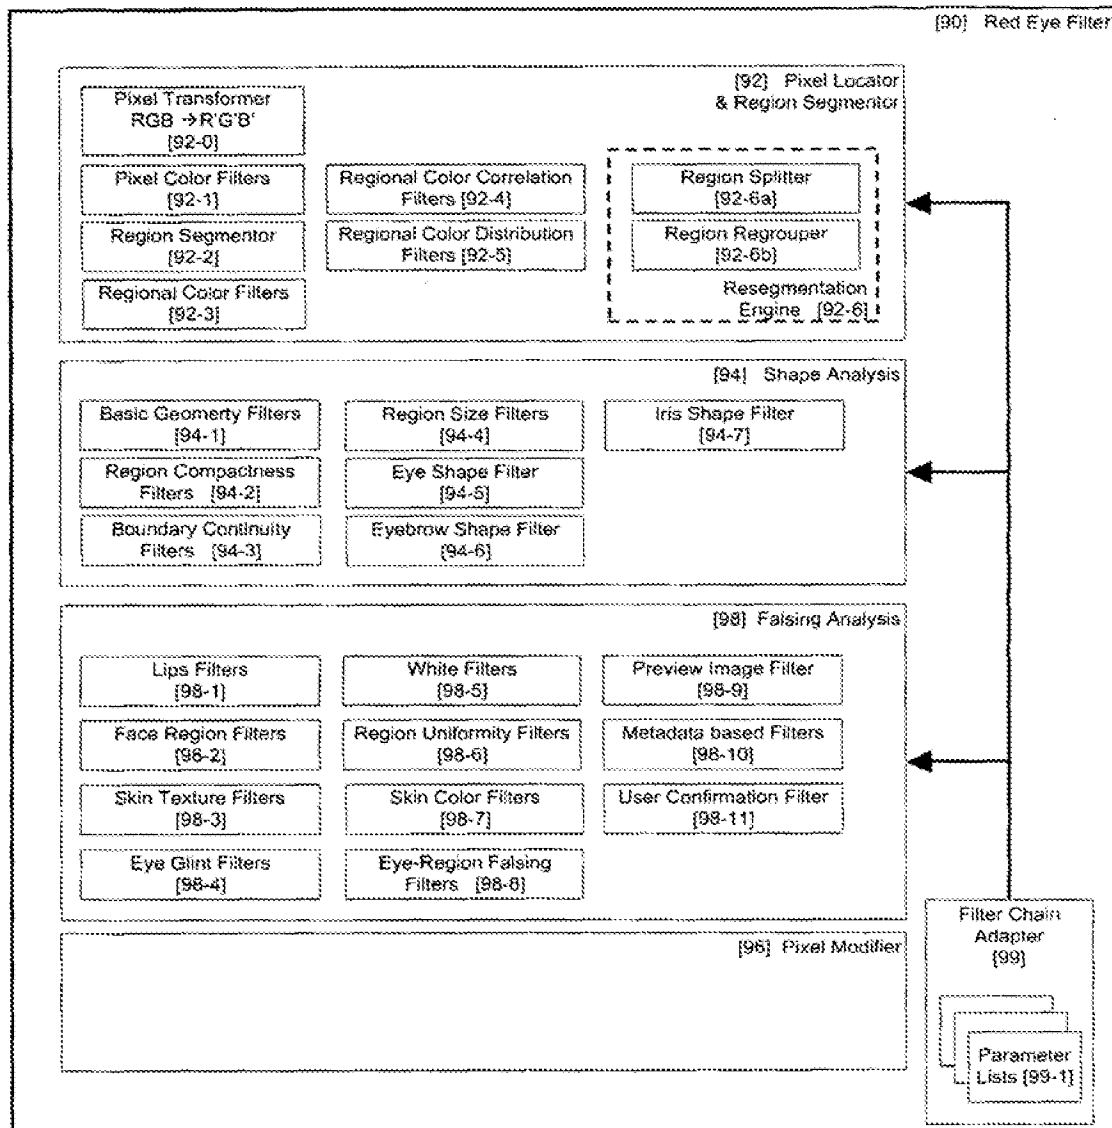 [90] Red Eye Filter
[92] Pixel Locator
& Region Segmentor
Pixel Transformer
RGB →R'G'B'
[92-0]
Pixel Color Filters
[92-1]
Region Segmentor
[92-2]
Regional Color Filters
[92-3]
Regional Color Correlation
Filters [92-4]
Regional Color Distribution
Filters [92-5]
Region Splitter
[92-6a]
Region Regrouper
[92-6b]
Resegmentation
Engine [92-6]
[94] Shape Analysis
Basic Geomerty Filters
[94-1]
Region Compactness
Filters [94-2]
Boundary Continuity
Filters [94-3]
Region Size Filters
[94-4]
Eye Shape Filter
[94-5]
Eyebrow Shape Filter
[94-6]
Iris Shape Filter
[94-7]
[98] Falsing Analysis
Lips Filters
[98-1]
Face Region Filters
[98-2]
Skin Texture Filters
[98-3]
Eye Glint Filters
[98-4]
White Filters
[98-5]
Region Uniformity Filters
[98-6]
Skin Color Filters
[98-7]
Eye-Region Falsing
Filters [98-8]
Preview Image Filter
[98-9]
Metadata based Filters
[98-10]
User Confirmation Filter
[98-11]
[96] Pixel Modifier
Filter Chain
Adapter
[99]
Parameter
Lists [99-1]